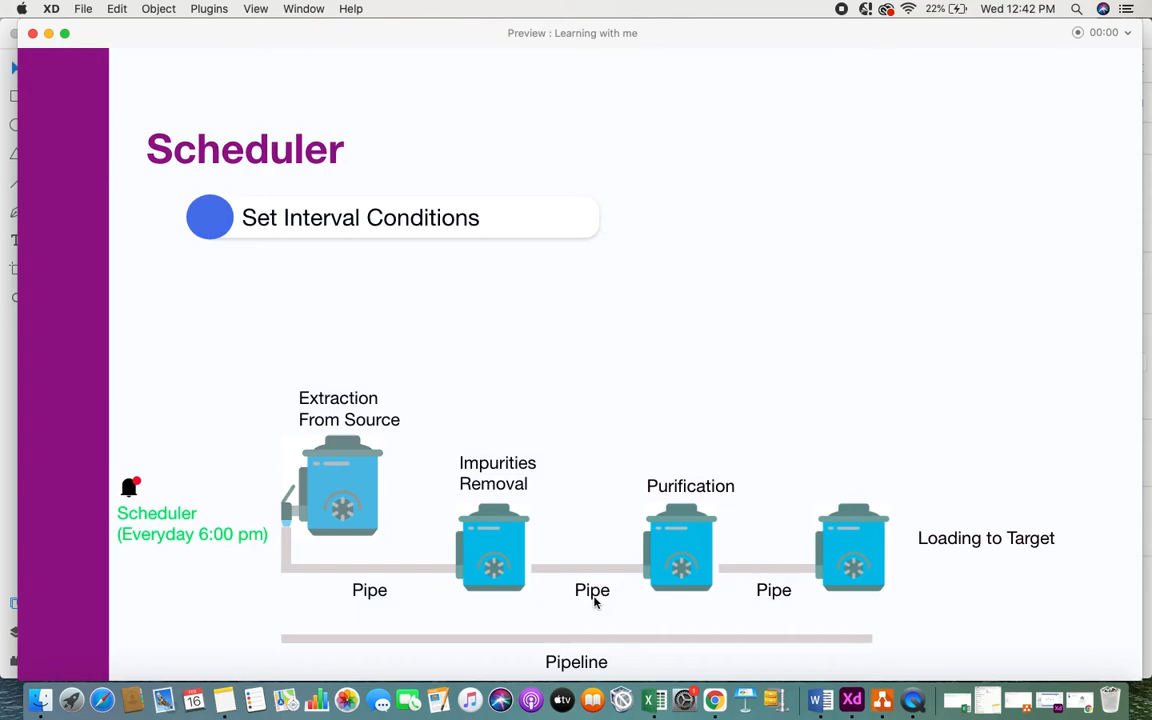 XD File Edit Object Plugins View Window Help 22% Wed 12:42 PM
Preview : Learning with me 00:00
Scheduler
Set Interval Conditions
Extraction
From Source
Impurities
Removal
Purification
Scheduler
(Everyday 6:00 pm)
Loading to Target
Pipe Pipe Pipe
Pipeline